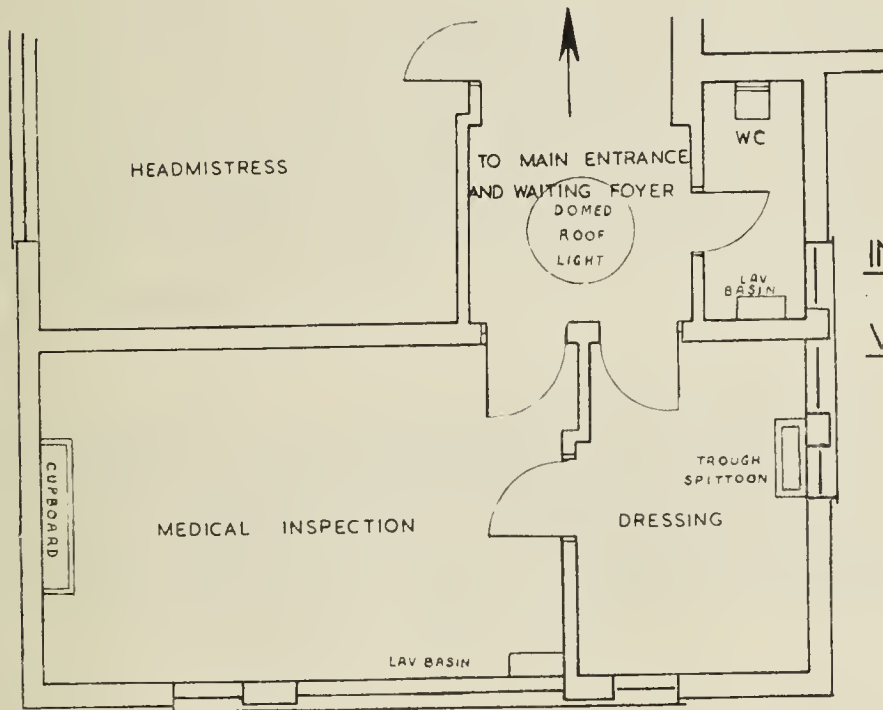 HEADMISTRESS
TO MAIN ENTRANCE
AND WAITING FOYER
DOMED
ROOF
LIGHT
WC
LAV
BASIN
CUPBOARD
MEDICAL INSPECTION
TROUGH
SPITTOON
DRESSING
LAV BASIN